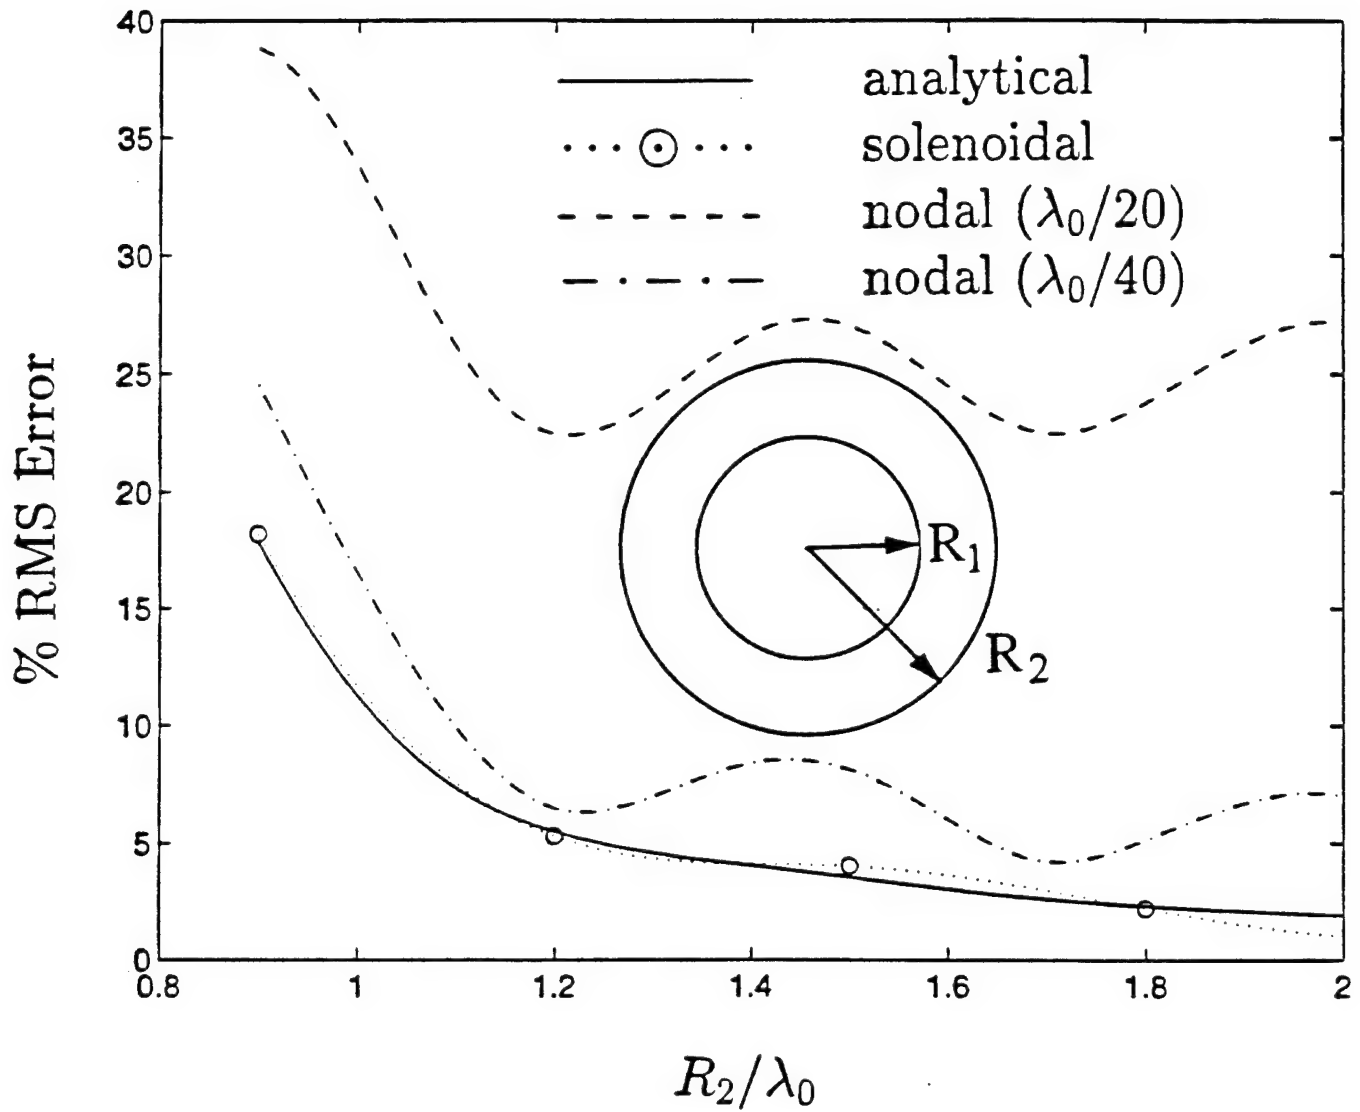 40
35
30
25
20
15
10
5
0
0.8 1 1.2 1.4 1.6 1.8 2
% RMS Error
R₂/λ₀
analytical
solenoidal
nodal (λ₀/20)
nodal (λ₀/40)
R₁
R₂